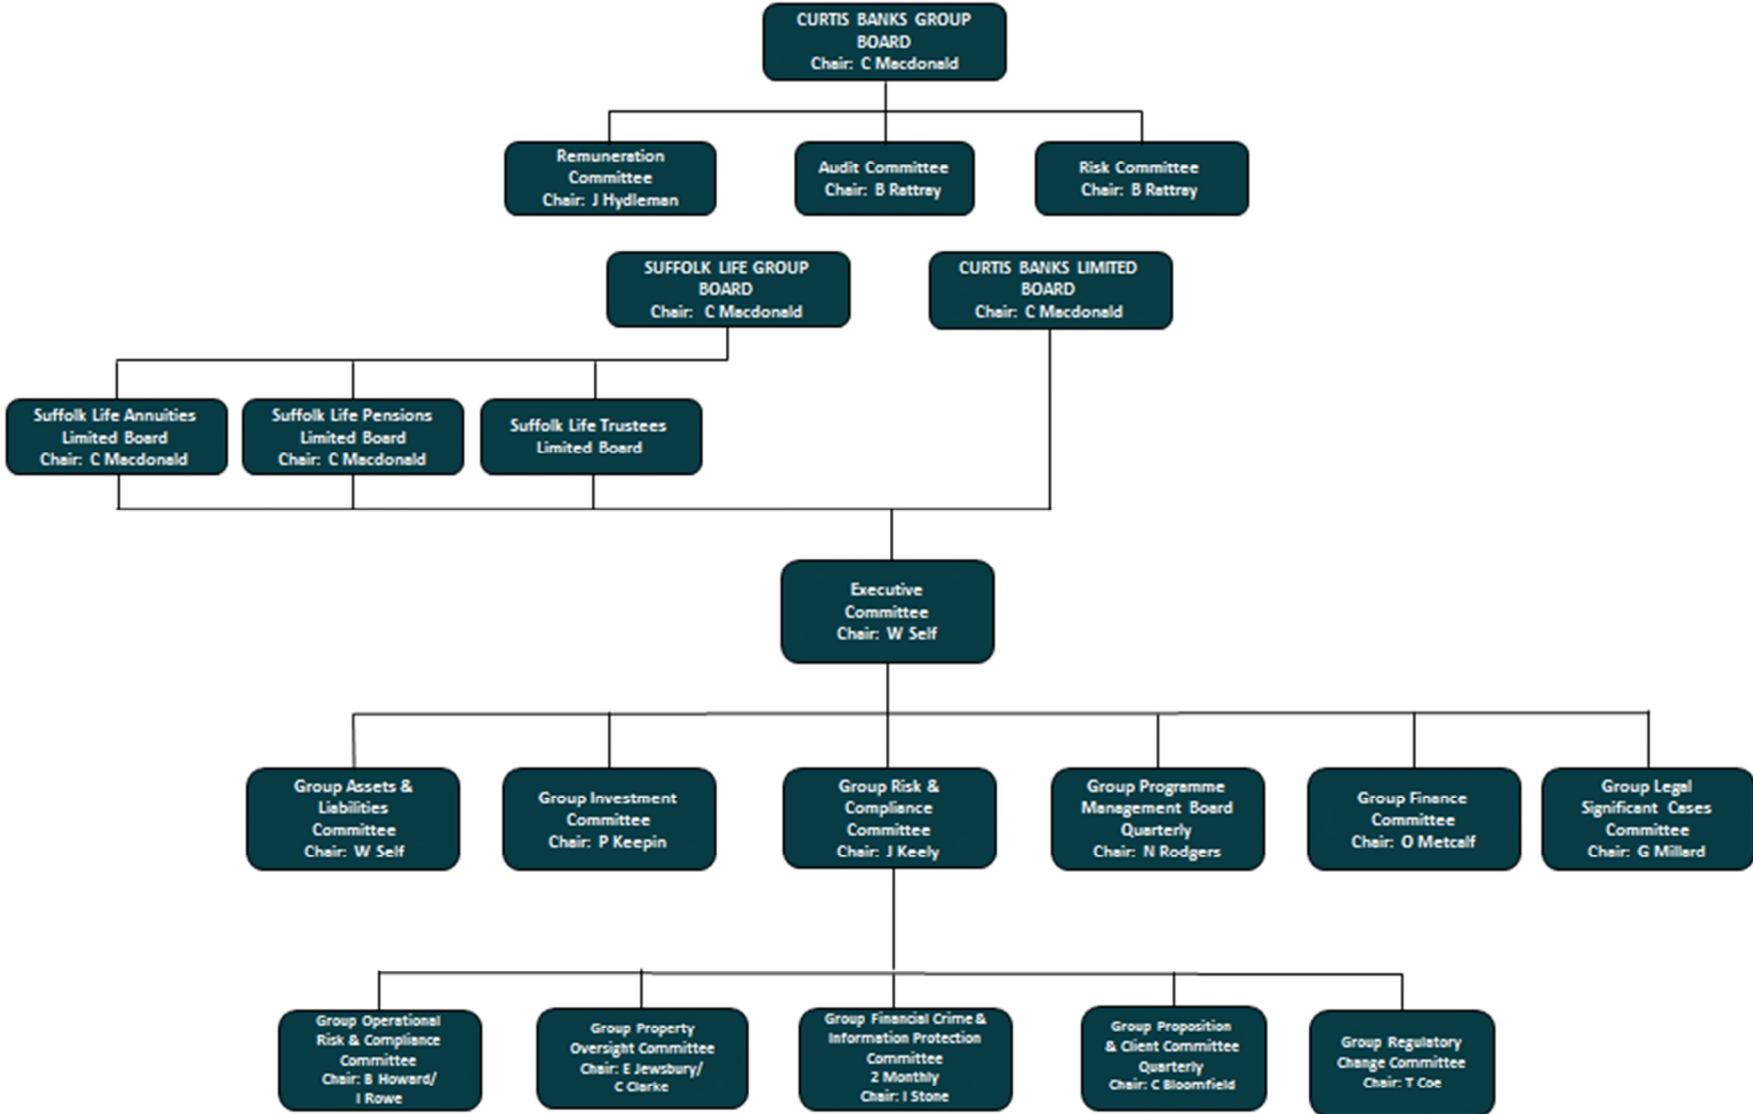 CURTIS BANKS GROUP
BOARD
Chair: C Macdonald
Remuneration
Committee
Chair: J Hydleman
Audit Committee
Chair: B Rattray
Risk Committee
Chair: B Rattray
SUFFOLK LIFE GROUP
BOARD
Chair: C Macdonald
CURTIS BANKS LIMITED
BOARD
Chair: C Macdonald
Suffolk Life Annuities
Limited Board
Chair: C Macdonald
Suffolk Life Pensions
Limited Board
Chair: C Macdonald
Suffolk Life Trustees
Limited Board
Executive
Committee
Chair: W Self
Group Assets &
Liabilities
Committee
Chair: W Self
Group Investment
Committee
Chair: P Keepin
Group Risk &
Compliance
Committee
Chair: J Keely
Group Programme
Management Board
Quarterly
Chair: N Rodgers
Group Finance
Committee
Chair: O Metcalf
Group Legal
Significant Cases
Committee
Chair: G Millard
Group Operational
Risk & Compliance
Committee
Chair: B Howard/
I Rowe
Group Property
Oversight Committee
Chair: E Jewsbury/
C Clarke
Group Financial Crime &
Information Protection
Committee
2 Monthly
Chair: I Stone
Group Proposition
& Client Committee
Quarterly
Chair: C Bloomfield
Group Regulatory
Change Committee
Chair: T Coe